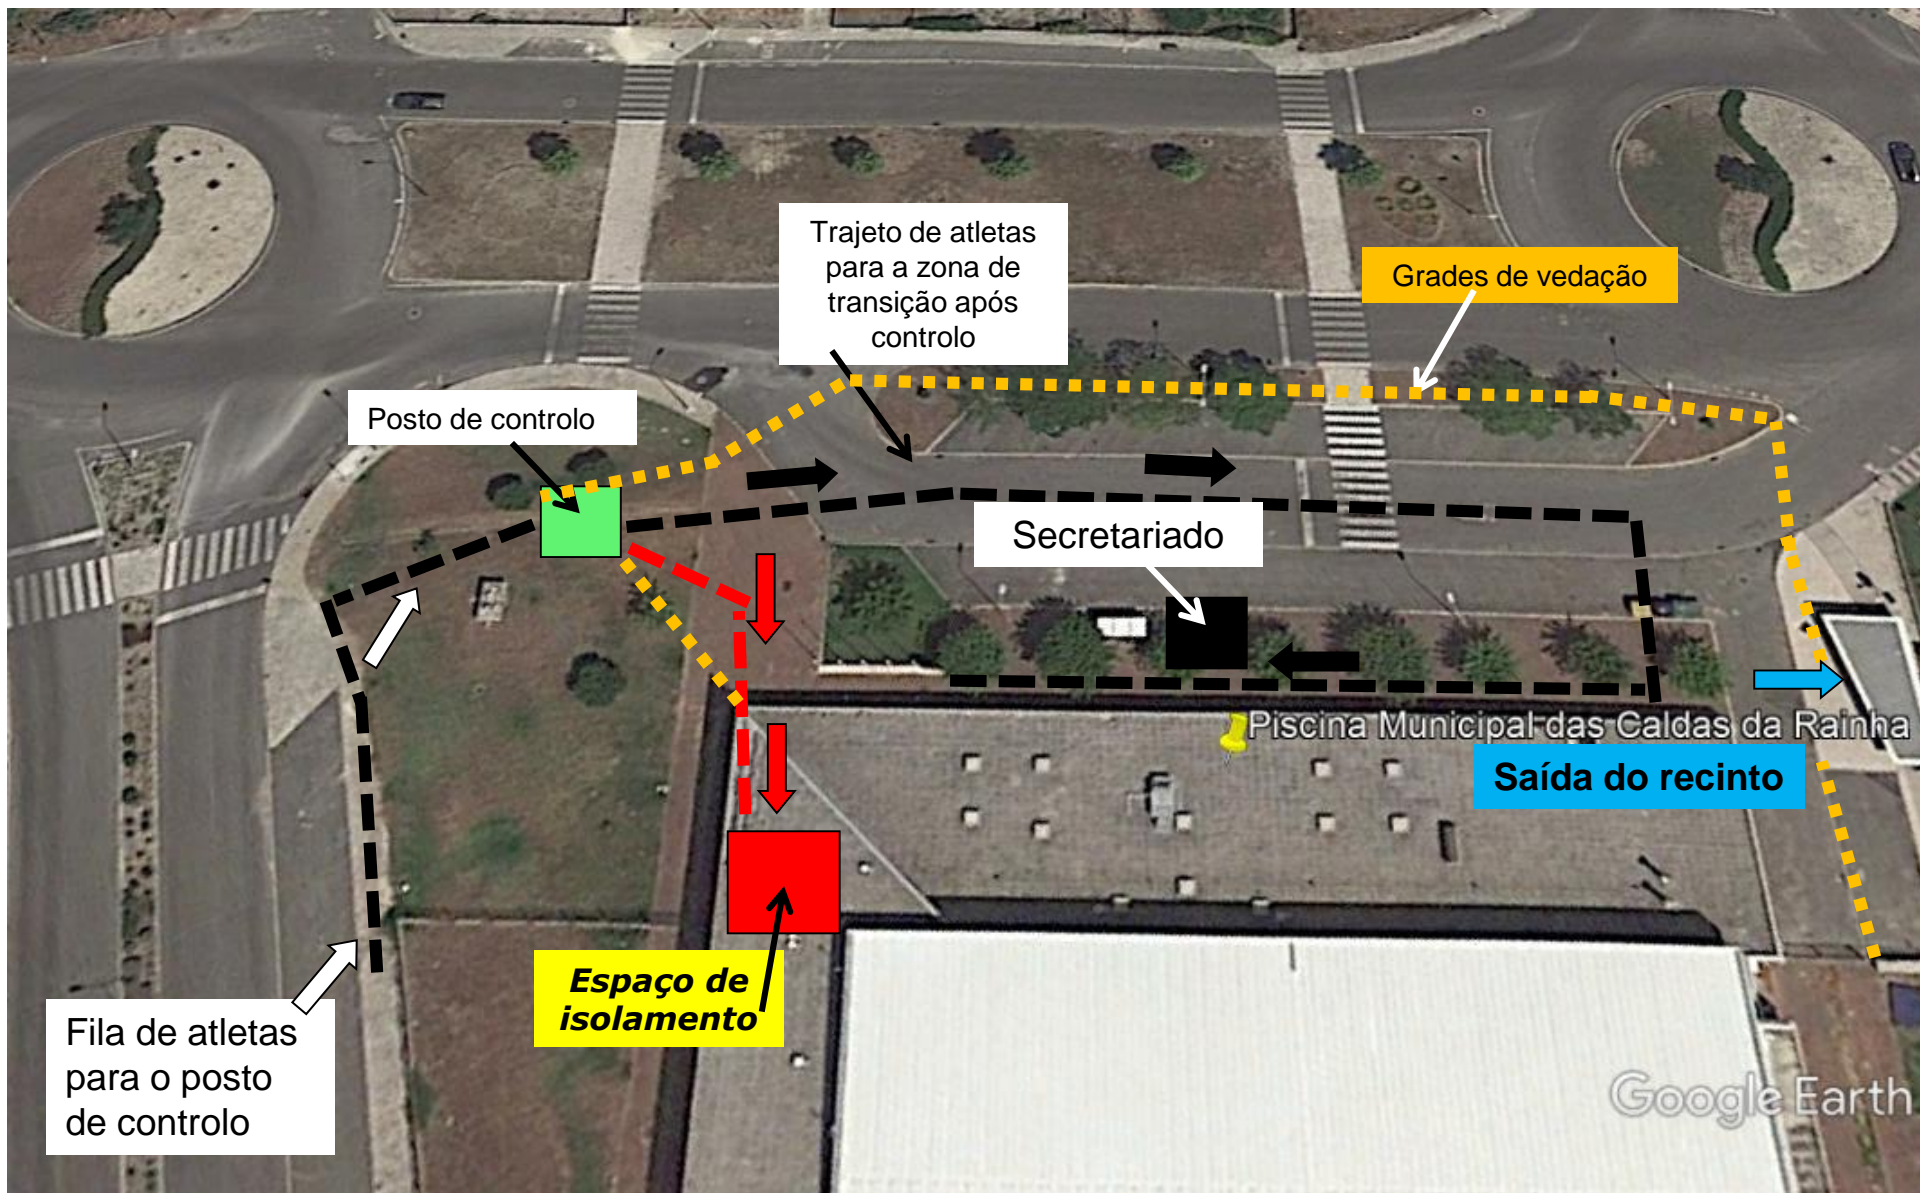 Trajeto de atletas
para a zona de
transição após
controlo
Grades de vedação
Posto de controlo
Secretariado
Piscina Municipal das Caldas da Rainha
Saída do recinto
Espaço de
isolamento
Fila de atletas
para o posto
de controlo
Google Earth